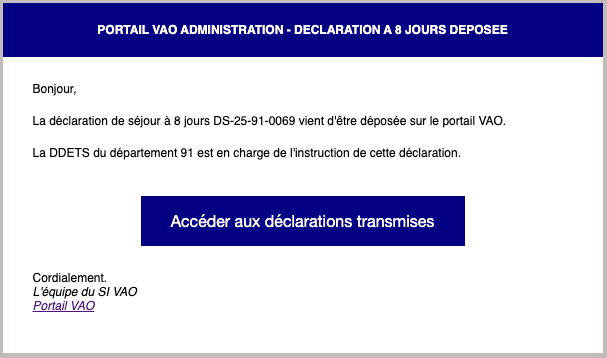 PORTAIL VAO ADMINISTRATION - DECLARATION A 8 JOURS DEPOSEE
Bonjour,
La déclaration de séjour à 8 jours DS-25-91-0069 vient d'être déposée sur le portail VAO.
La DDETS du département 91 est en charge de l'instruction de cette déclaration.
Accéder aux déclarations transmises
Cordialement.
L'équipe du SI VAO
Portail VAO